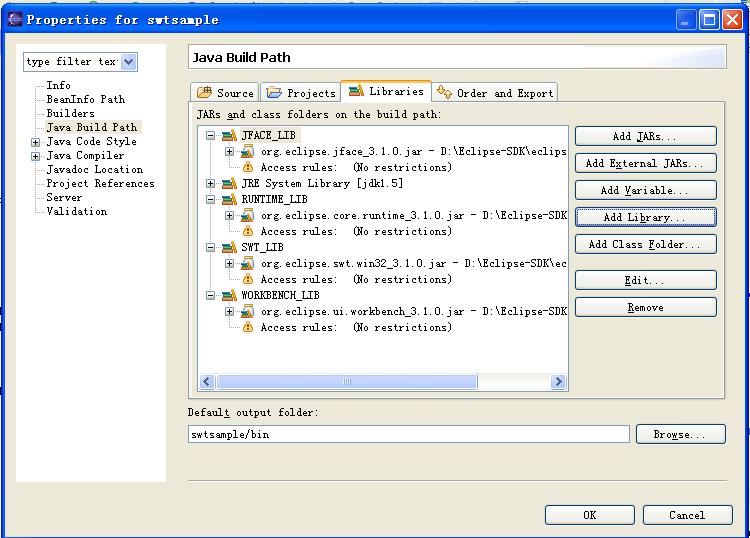 Properties for swtsample
type filter tex
Info
BeanInfo Path
Builders
Java Build Path
Java Code Style
Java Compiler
Javadoc Location
Project References
Server
Validation
Java Build Path
Source
Projects
Libraries
Order and Export
JARs and class folders on the build path:
JFACE_LIB
org.eclipse.jface_3.1.0.jar - D:\Eclipse-SDK\eclips
Access rules: (No restrictions)
JRE System Library [jdk1.5]
RUNTIME_LIB
org.eclipse.core.runtime_3.1.0.jar - D:\Eclipse-SDK
Access rules: (No restrictions)
SWT_LIB
org.eclipse.swt.win32_3.1.0.jar - D:\Eclipse-SDK\ec
Access rules: (No restrictions)
WORKBENCH_LIB
org.eclipse.ui.workbench_3.1.0.jar - D:\Eclipse-SDK
Access rules: (No restrictions)
Add JARs...
Add External JARs...
Add Variable...
Add Library...
Add Class Folder...
Edit...
Remove
Default output folder:
swtsample/bin
Browse...
OK
Cancel